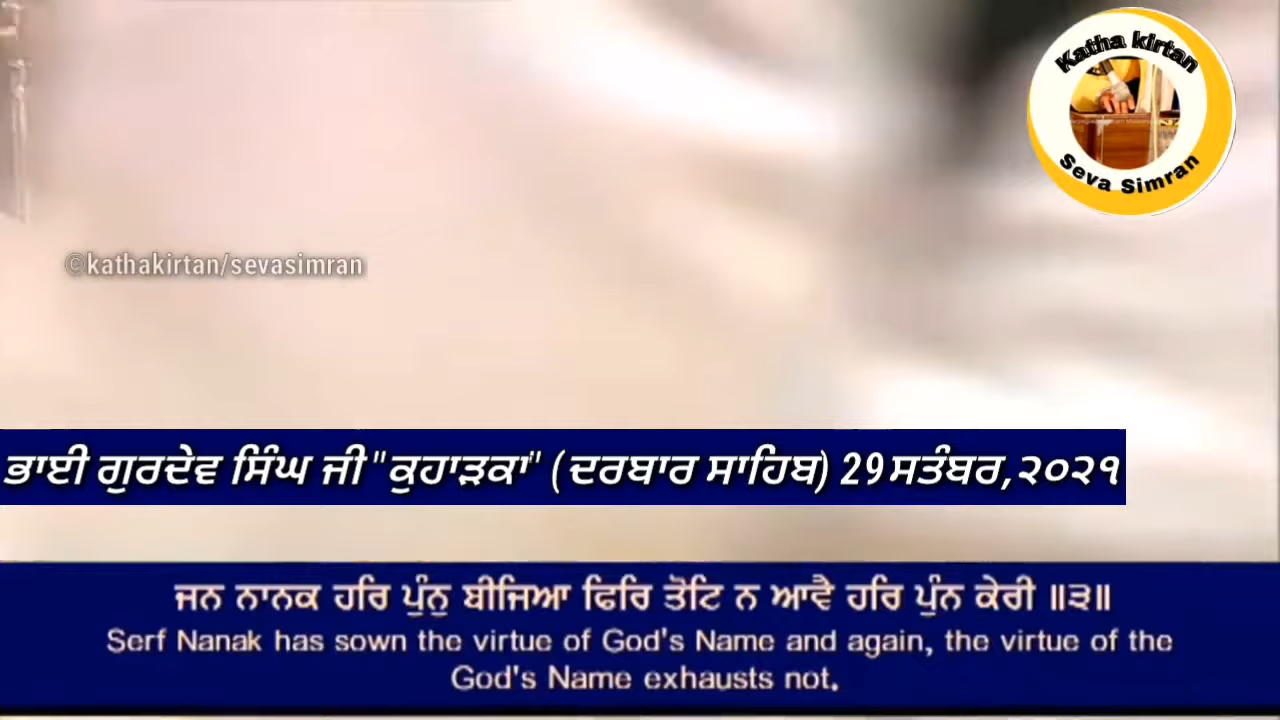 Katha kirtan
Seva Simran
©kathakirtan/sevasimran
ਭਾਈ ਗੁਰਦੇਵ ਸਿੰਘ ਜੀ "ਕੁਹਾੜਕਾ" (ਦਰਬਾਰ ਸਾਹਿਬ) 29 ਸਤੰਬਰ,੨੦੨੧
ਜਨ ਨਾਨਕ ਹਰਿ ਪੁੰਨੁ ਬੀਜਿਆ ਫਿਰਿ ਤੋਟਿ ਨ ਆਵੈ ਹਰਿ ਪੁੰਨ ਕੇਰੀ ॥੩॥
Serf Nanak has sown the virtue of God's Name and again, the virtue of the
God's Name exhausts not.